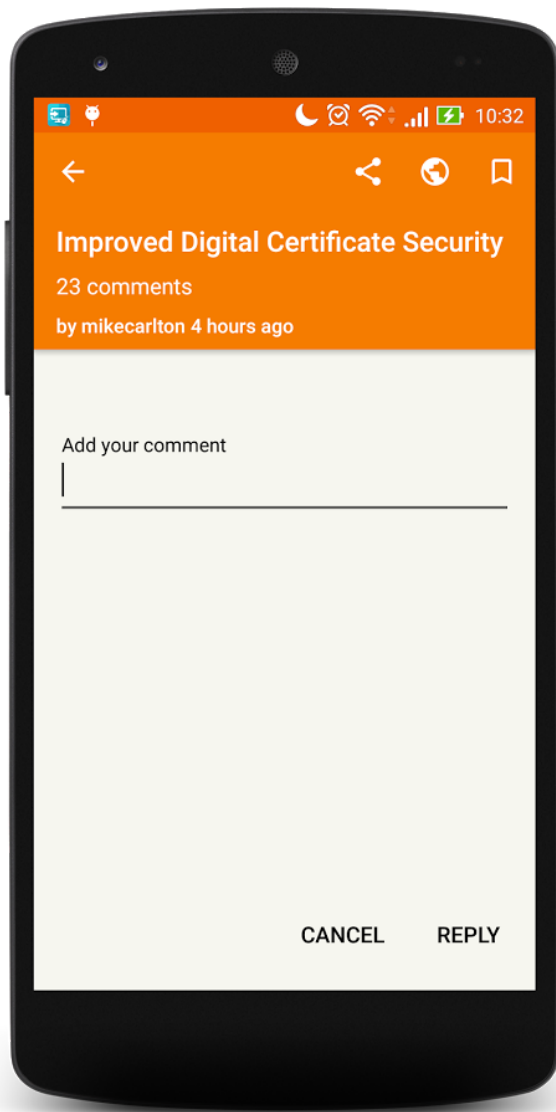 10:32
Improved Digital Certificate Security
23 comments
by mikecarlton 4 hours ago
Add your comment
CANCEL REPLY